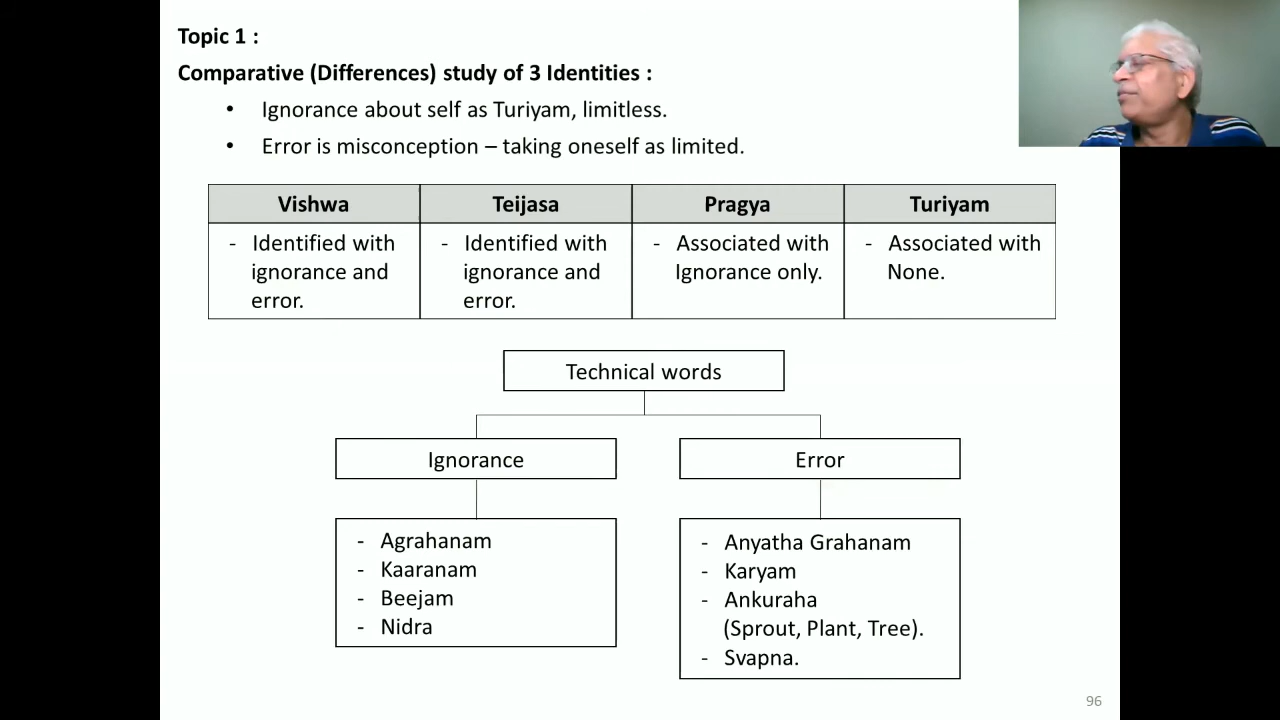 Topic 1 :
Comparative (Differences) study of 3 Identities :
• Ignorance about self as Turiyam, limitless.
• Error is misconception – taking oneself as limited.
Vishwa
- Identified with
ignorance and
error.
Teijasa
- Identified with
ignorance and
error.
Pragya
- Associated with
Ignorance only.
Turiyam
- Associated with
None.
Technical words
Ignorance
- Agrahanam
- Kaaranam
- Beejam
- Nidra
Error
- Anyatha Grahanam
- Karyam
- Ankuraha
(Sprout, Plant, Tree).
- Svapna.
96